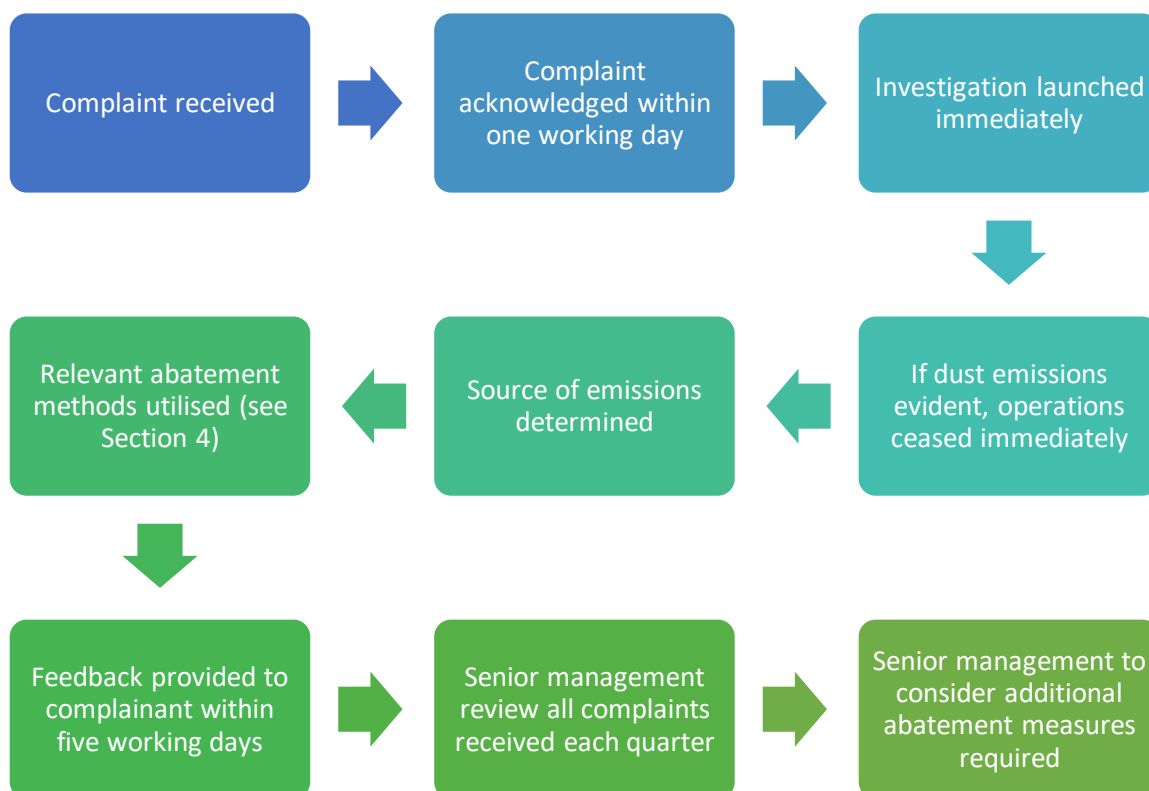 Complaint received
Complaint
acknowledged within
one working day
Investigation launched
immediately
If dust emissions
evident, operations
ceased immediately
Source of emissions
determined
Relevant abatement
methods utilised (see
Section 4)
Feedback provided to
complainant within
five working days
Senior management
review all complaints
received each quarter
Senior management to
consider additional
abatement measures
required